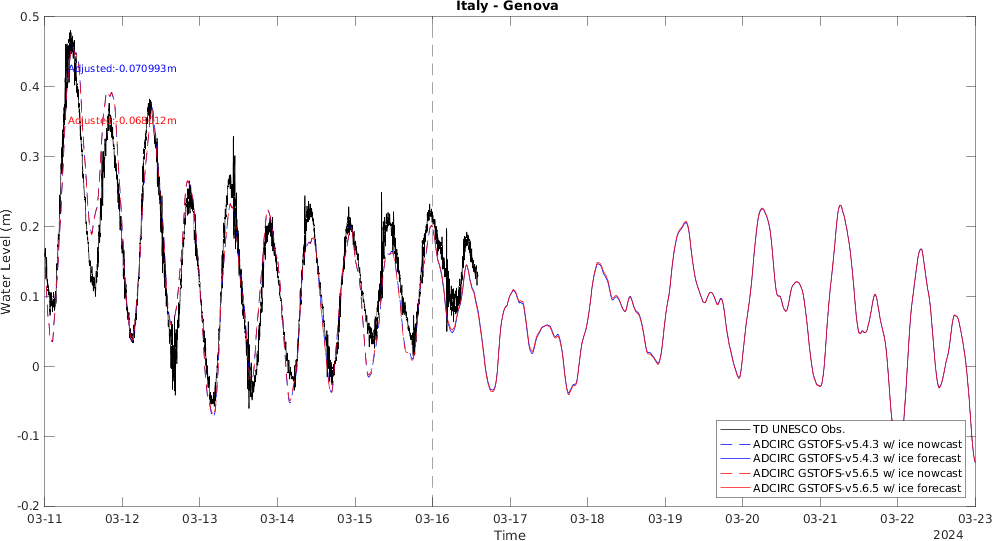 Italy - Genova
0.5
0.4
0.3
0.2
0.1
0
-0.1
-0.2
Water Level (m)
Adjusted:-0.070993m
TD UNESCO Obs.
ADCIRC GSTOFS-v5.4.3 w/ ice nowcast
ADCIRC GSTOFS-v5.4.3 w/ ice forecast
ADCIRC GSTOFS-v5.6.5 w/ ice nowcast
ADCIRC GSTOFS-v5.6.5 w/ ice forecast
03-11 03-12 03-13 03-14 03-15 03-16 03-17 03-18 03-19 03-20 03-21 03-22 03-23
Time
2024